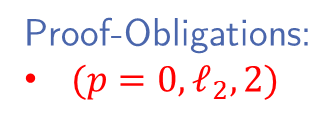 Proof-Obligations:
• (p = 0, ℓ₂, 2)